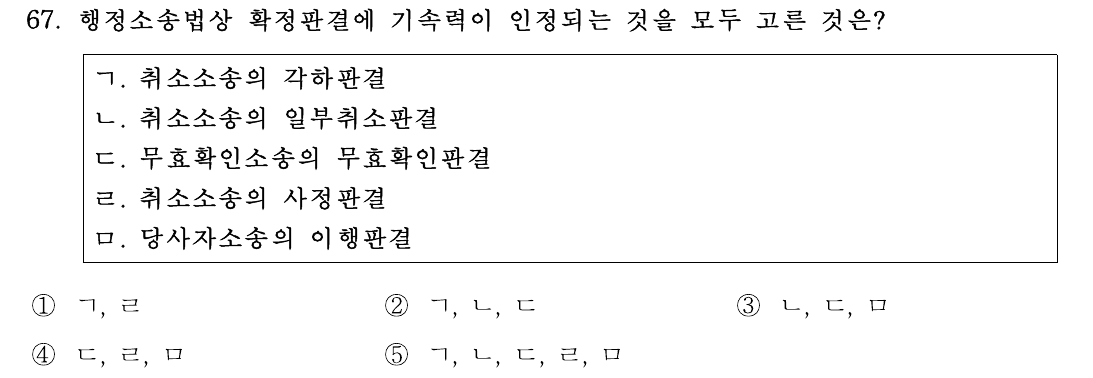 67. 행정소송법상 확정판결에 기속력이 인정되는 것을 모두 고른 것은?
ㄱ. 취소소송의 각하판결
ㄴ. 취소소송의 일부취소판결
ㄷ. 무효확인소송의 무효확인판결
ㄹ. 취소소송의 사정판결
ㅁ. 당사자소송의 이행판결
① ㄱ, ㄹ ② ㄱ, ㄴ, ㄷ ③ ㄴ, ㄷ, ㅁ
④ ㄷ, ㄹ, ㅁ ⑤ ㄱ, ㄴ, ㄷ, ㄹ, ㅁ